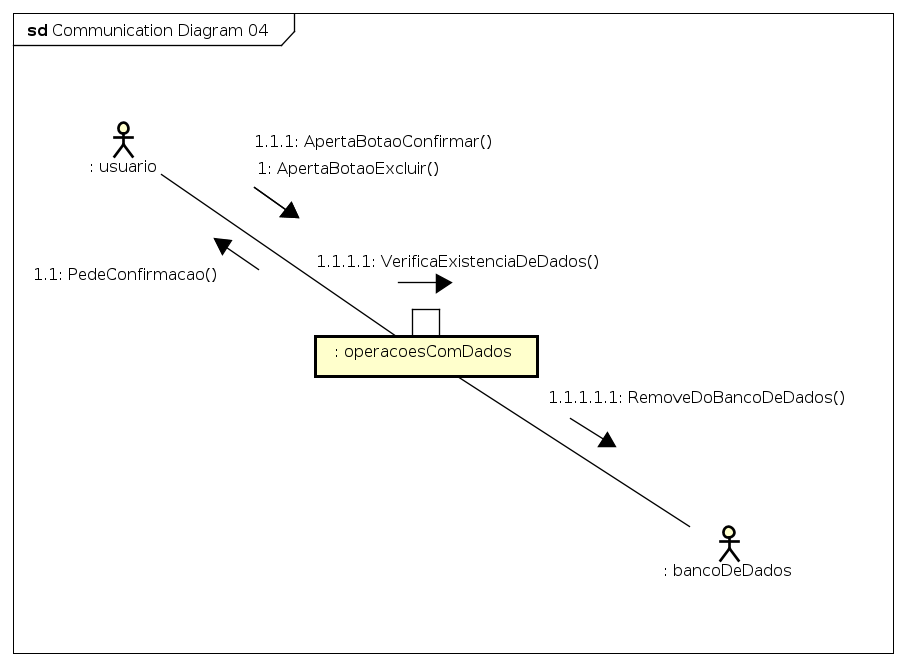 sd Communication Diagram 04
1.1.1: ApertaBotaoConfirmar()
: usuario
1: ApertaBotaoExcluir()
1.1.1.1: VerificaExistenciaDeDados()
1.1: PedeConfirmacao()
: operacoesComDados
1.1.1.1.1: RemoveDoBancoDeDados()
: bancoDeDados